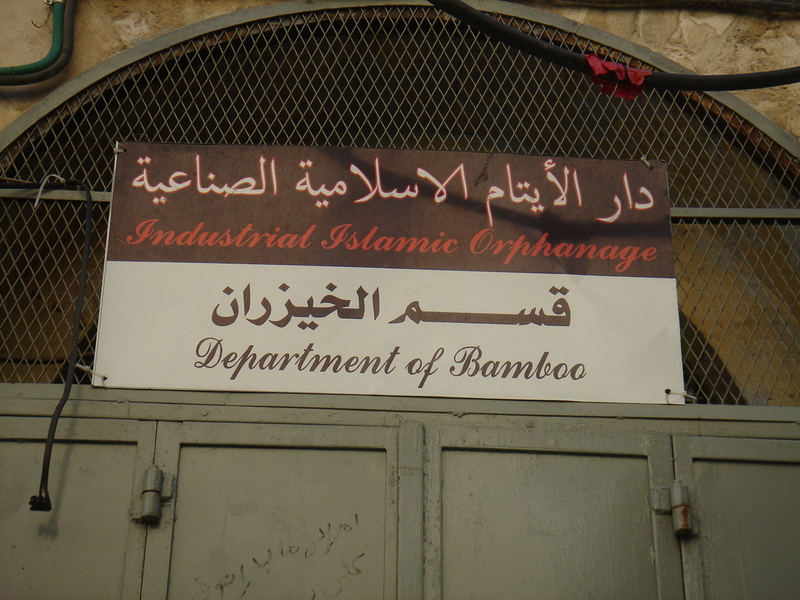 دار الأيتام الاسلامية الصناعية
Industrial Islamic Orphanage
قسم الخيزران
Department of Bamboo